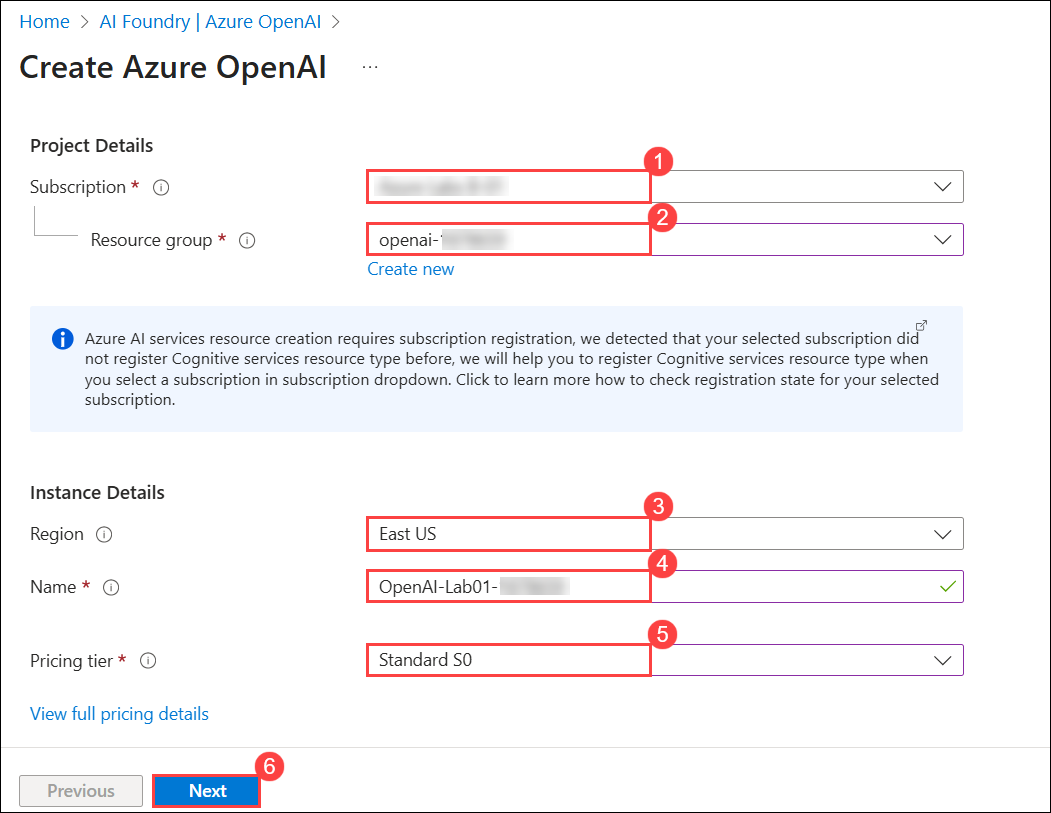 Home > AI Foundry | Azure OpenAI >
Create Azure OpenAI ...
Project Details
1
Subscription *
2
Resource group * openai-
Create new
Azure AI services resource creation requires subscription registration, we detected that your selected subscription did
not register Cognitive services resource type before, we will help you to register Cognitive services resource type when
you select a subscription in subscription dropdown. Click to learn more how to check registration state for your selected
subscription.
Instance Details
3
Region East US
4
Name * OpenAI-Lab01-
5
Pricing tier * Standard S0
View full pricing details
6
Previous Next